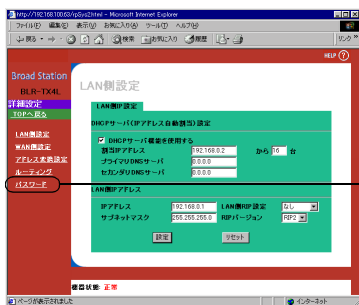 http://192.168.100.63/rpSys2.html - Microsoft Internet Explorer
ファイル(F) 編集(E) 表示(V) お気に入り(A) ツール(T) ヘルプ(H)
戻る 検索 お気に入り 履歴 リンク
HELP ?
Broad Station
BLR-TX4L
LAN側設定
詳細設定
TOPへ戻る
LAN側設定
WAN側設定
アドレス変換設定
ルーティング
パスワード
LAN側IP設定
DHCPサーバ(IPアドレス自動割当)設定
DHCPサーバ機能を使用する
割当IPアドレス 192.168.0.2 から 16 台
プライマリDNSサーバ 0.0.0.0
セカンダリDNSサーバ 0.0.0.0
LAN側IPアドレス
IPアドレス 192.168.0.1 LAN側RIP設定 なし
サブネットマスク 255.255.255.0 RIPバージョン RIP2
設定 リセット
機器状態: 正常
ページが表示されました インターネット